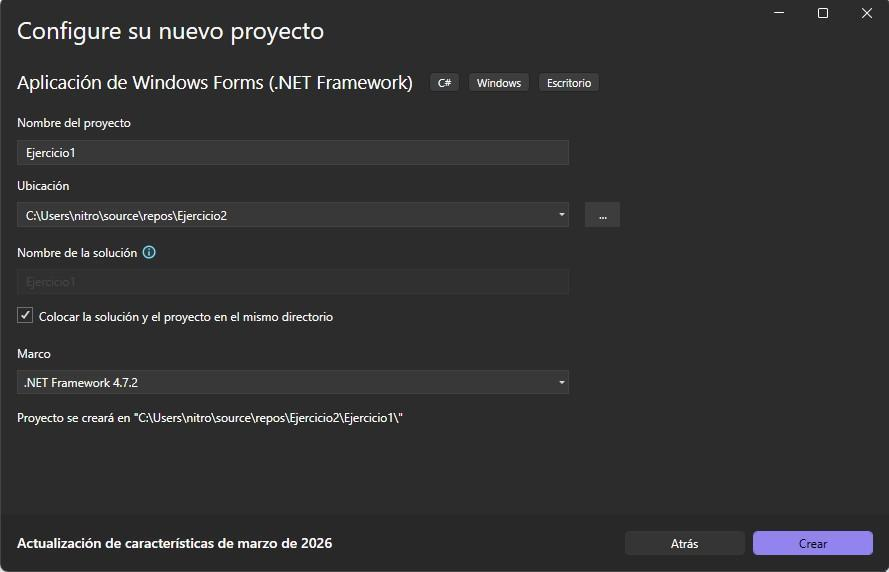 Configure su nuevo proyecto
Aplicación de Windows Forms (.NET Framework) C# Windows Escritorio
Nombre del proyecto
Ejercicio1
Ubicación
C:\Users\nitro\source\repos\Ejercicio2 ...
Nombre de la solución
Ejercicio1
Colocar la solución y el proyecto en el mismo directorio
Marco
.NET Framework 4.7.2
Proyecto se creará en "C:\Users\nitro\source\repos\Ejercicio2\Ejercicio1\"
Actualización de características de marzo de 2026 Atrás Crear